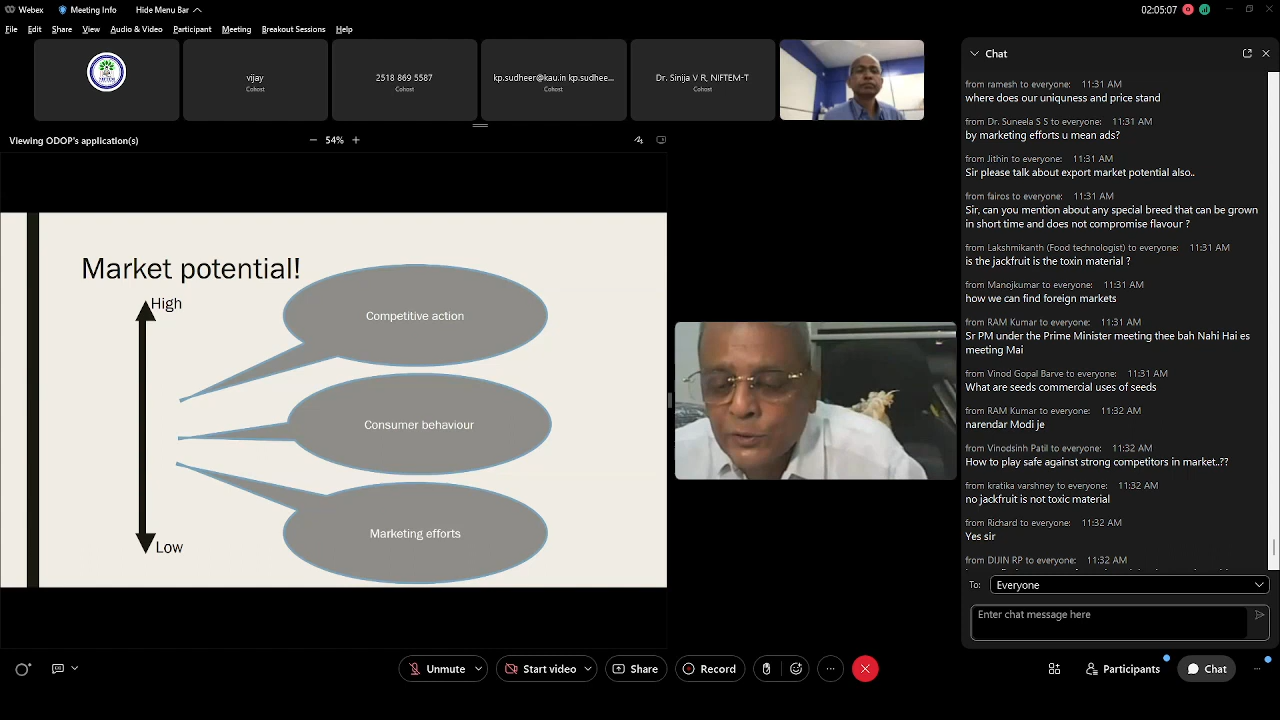 Webex
Meeting Info
Hide Menu Bar
02:05:07
File Edit Share View Audio & Video Participant Meeting Breakout Sessions Help
NIFTEM
vijay
Cohost
2518 869 5587
Cohost
kp.sudheer@kau.in kp.sudhee...
Cohost
Dr. Sinija V R, NIFTEM-T
Cohost
Viewing ODOP's application(s)
54%
Market potential!
High
Competitive action
Consumer behaviour
Marketing efforts
Low
Chat
from ramesh to everyone: 11:31 AM
where does our uniquness and price stand
from Dr. Suneela S S to everyone: 11:31 AM
by marketing efforts u mean ads?
from Jithin to everyone: 11:31 AM
Sir please talk about export market potential also..
from fairos to everyone: 11:31 AM
Sir, can you mention about any special breed that can be grown
in short time and does not compromise flavour ?
from Lakshmikanth (Food technologist) to everyone: 11:31 AM
is the jackfruit is the toxin material ?
from Manojkumar to everyone: 11:31 AM
how we can find foreign markets
from RAM Kumar to everyone: 11:31 AM
Sr PM under the Prime Minister meeting thee bah Nahi Hai es
meeting Mai
from Vinod Gopal Barve to everyone: 11:31 AM
What are seeds commercial uses of seeds
from RAM Kumar to everyone: 11:32 AM
narendar Modi je
from Vinodsinh Patil to everyone: 11:32 AM
How to play safe against strong competitors in market..??
from kratika varshney to everyone: 11:32 AM
no jackfruit is not toxic material
from Richard to everyone: 11:32 AM
Yes sir
from DIJIN RP to everyone: 11:32 AM
To: Everyone
Enter chat message here
Unmute
Start video
Share
Record
Participants
Chat